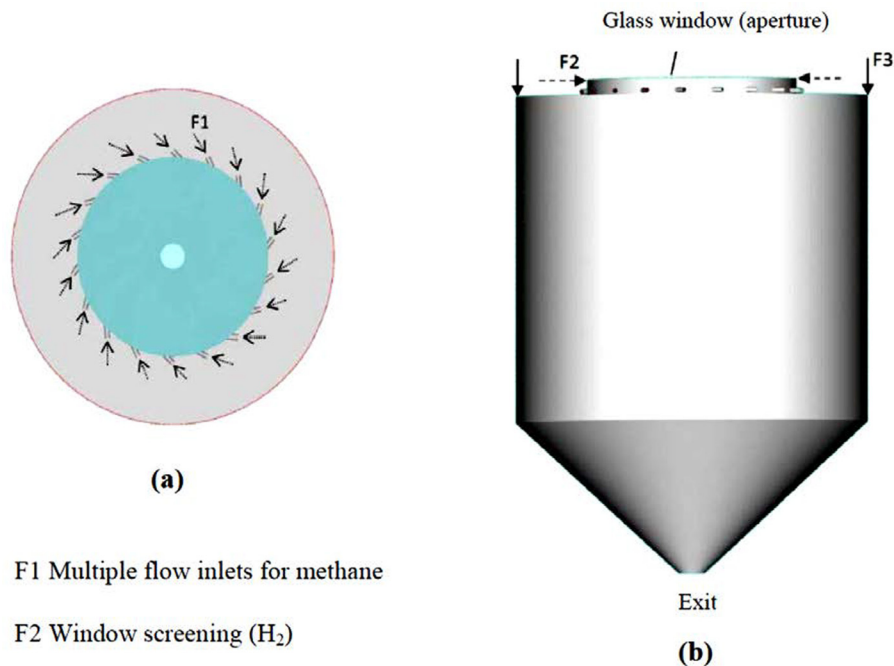 Glass window (aperture)
F2
F3
F1
(a)
F1 Multiple flow inlets for methane
F2 Window screening (H₂)
Exit
(b)